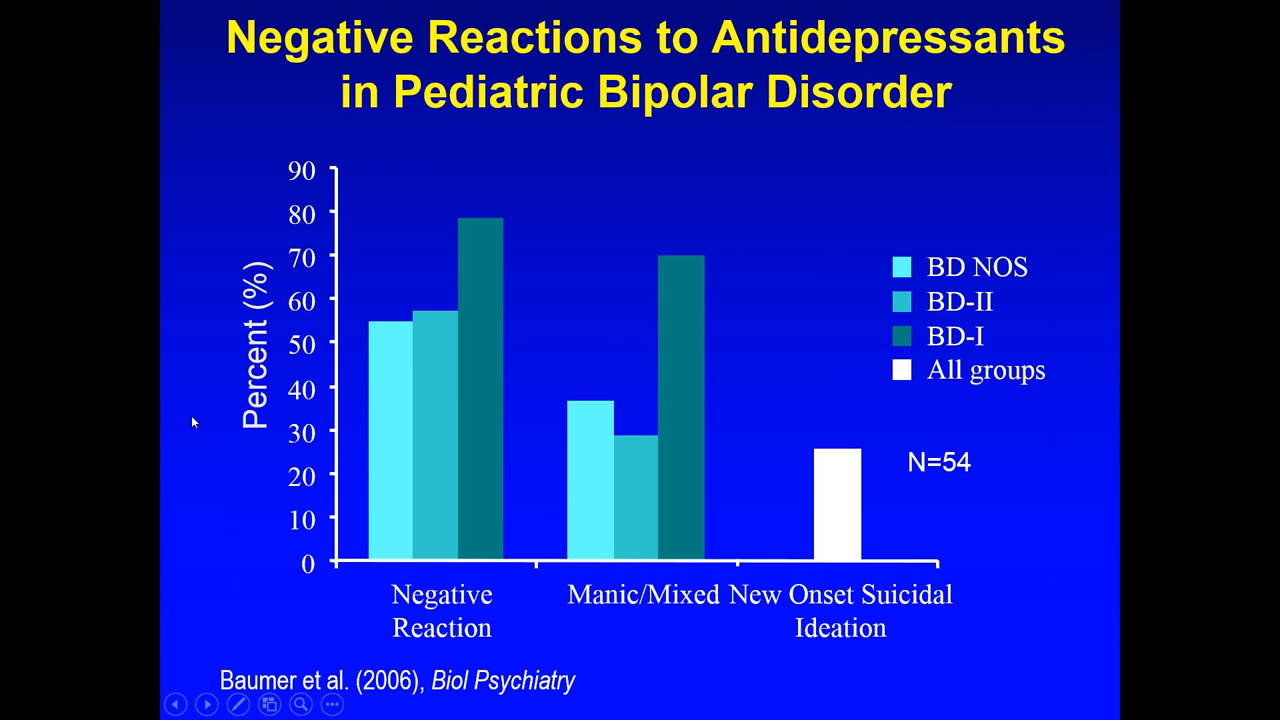 Negative Reactions to Antidepressants
in Pediatric Bipolar Disorder
Percent (%)
90
80
70
60
50
40
30
20
10
0
BD NOS
BD-II
BD-I
All groups
N=54
Negative
Reaction
Manic/Mixed
New Onset Suicidal
Ideation
Baumer et al. (2006), Biol Psychiatry